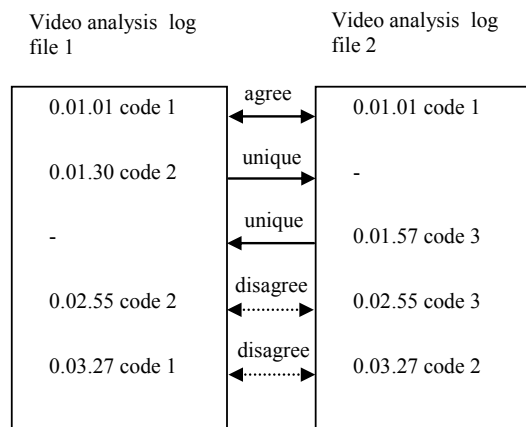 Video analysis log
file 1
Video analysis log
file 2
0.01.01 code 1
agree
0.01.01 code 1
0.01.30 code 2
unique
-
-
unique
0.01.57 code 3
0.02.55 code 2
disagree
0.02.55 code 3
0.03.27 code 1
disagree
0.03.27 code 2